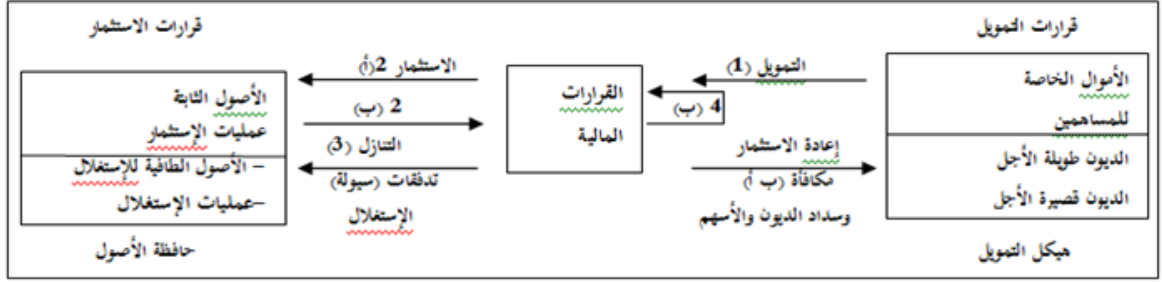 قرارات التمويل
قرارات الاستثمار
الأموال الخاصة
للمساهمين
الديون طويلة الأجل
الديون قصيرة الأجل
هيكل التمويل
التمويل (1)
4 (ب)
إعادة الاستثمار
مكافأة (ب أ)
وسداد الديون والأسهم
القرارات
المالية
الاستثمار 2(أ)
2 (ب)
التنازل (3)
تدفقات (سيولة)
الإستغلال
الأصول الثابتة
عمليات الإستثمار
– الأصول الطافية للإستغلال
–عمليات الإستغلال
حافظة الأصول